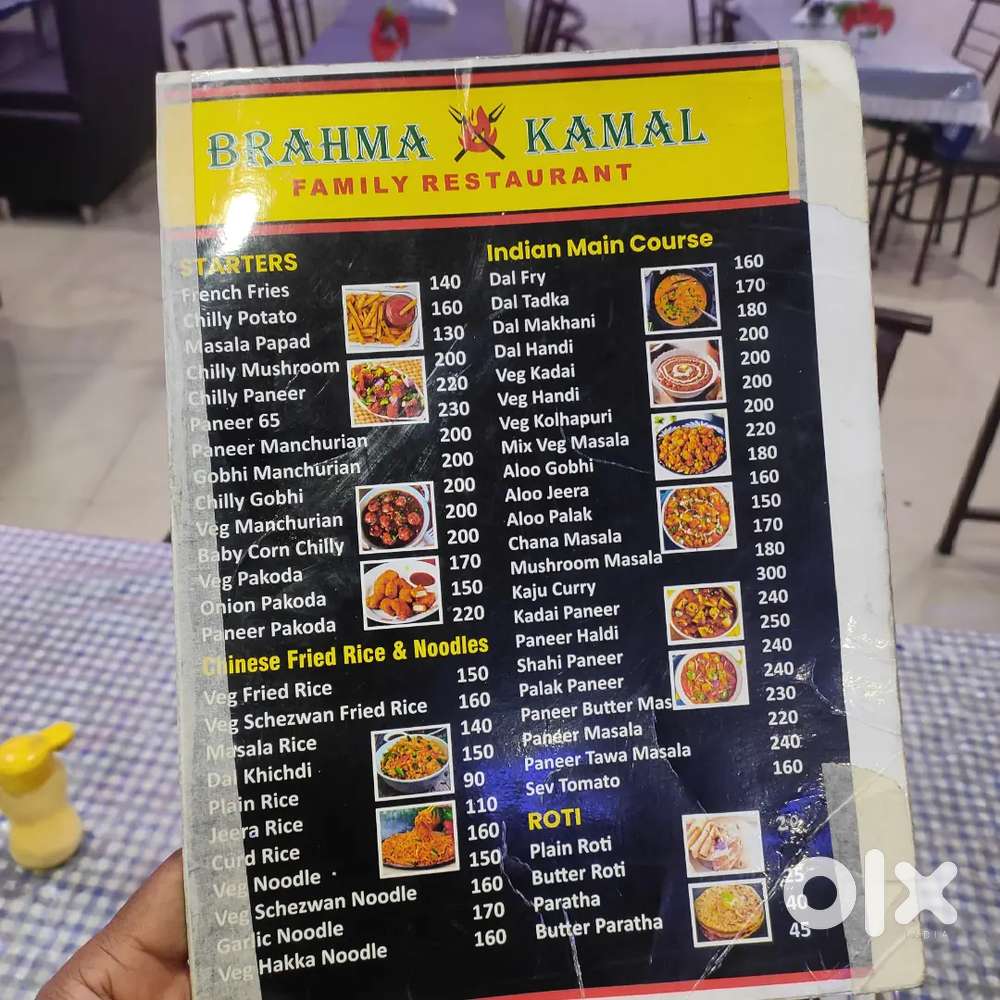 BRAHMA KAMAL
FAMILY RESTAURANT
STARTERS
French Fries 140
Chilly Potato 160
Masala Papad 130
Chilly Mushroom 200
Chilly Paneer 220
Paneer 65 230
Paneer Manchurian 200
Gobhi Manchurian 200
Chilly Gobhi 200
Veg Manchurian 200
Baby Corn Chilly 200
Veg Pakoda 170
Onion Pakoda 150
Paneer Pakoda 220
Chinese Fried Rice & Noodles
Veg Fried Rice 150
Veg Schezwan Fried Rice 160
Masala Rice 140
Dal Khichdi 150
Plain Rice 90
Jeera Rice 110
Curd Rice 160
Veg Noodle 150
Veg Schezwan Noodle 160
Garlic Noodle 170
Veg Hakka Noodle 160
Indian Main Course
Dal Fry 160
Dal Tadka 170
Dal Makhani 180
Dal Handi 200
Veg Kadai 200
Veg Handi 200
Veg Kolhapuri 200
Mix Veg Masala 220
Aloo Gobhi 180
Aloo Jeera 160
Aloo Palak 150
Chana Masala 170
Mushroom Masala 180
Kaju Curry 300
Kadai Paneer 240
Paneer Haldi 250
Shahi Paneer 240
Palak Paneer 240
Paneer Butter Mas 230
Paneer Masala 220
Paneer Tawa Masala 240
Sev Tomato 160
ROTI
Plain Roti
Butter Roti 25
Paratha 40
Butter Paratha 45
olx
INDIA